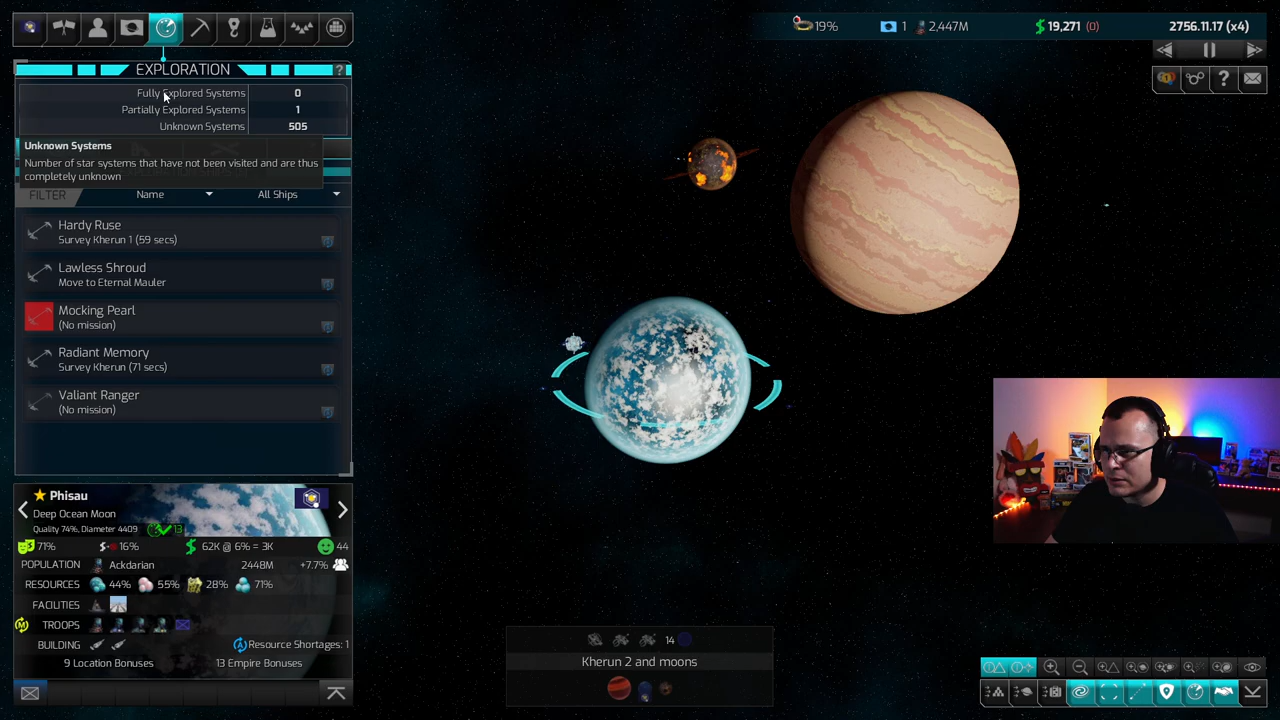 19%
1
2,447M
19,271 (0)
2756.11.17 (x4)
EXPLORATION
?
Fully Explored Systems 0
Partially Explored Systems 1
Unknown Systems 505
Unknown Systems
Number of star systems that have not been visited and are thus
completely unknown
FILTER Name All Ships
Hardy Ruse
Survey Kherun 1 (59 secs)
Lawless Shroud
Move to Eternal Mauler
Mocking Pearl
(No mission)
Radiant Memory
Survey Kherun (71 secs)
Valiant Ranger
(No mission)
Phisau
Deep Ocean Moon
Quality 74%, Diameter 4409 13
71% 16% 62K @ 6% = 3K 44
POPULATION Ackdarian 2448M +7.7%
RESOURCES 44% 55% 28% 71%
FACILITIES
M TROOPS
BUILDING A Resource Shortages: 1
9 Location Bonuses 13 Empire Bonuses
14
Kherun 2 and moons
?